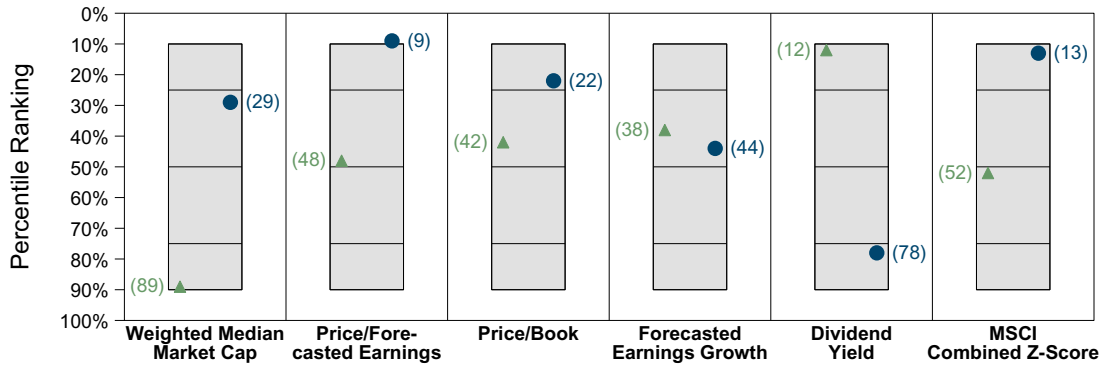 0%
10%
20%
30%
40%
50%
60%
70%
80%
90%
100%
Percentile Ranking
(29)
(89)
(9)
(48)
(22)
(42)
(38)
(44)
(12)
(78)
(13)
(52)
Weighted Median
Market Cap
Price/Fore-
casted Earnings
Price/Book
Forecasted
Earnings Growth
Dividend
Yield
MSCI
Combined Z-Score